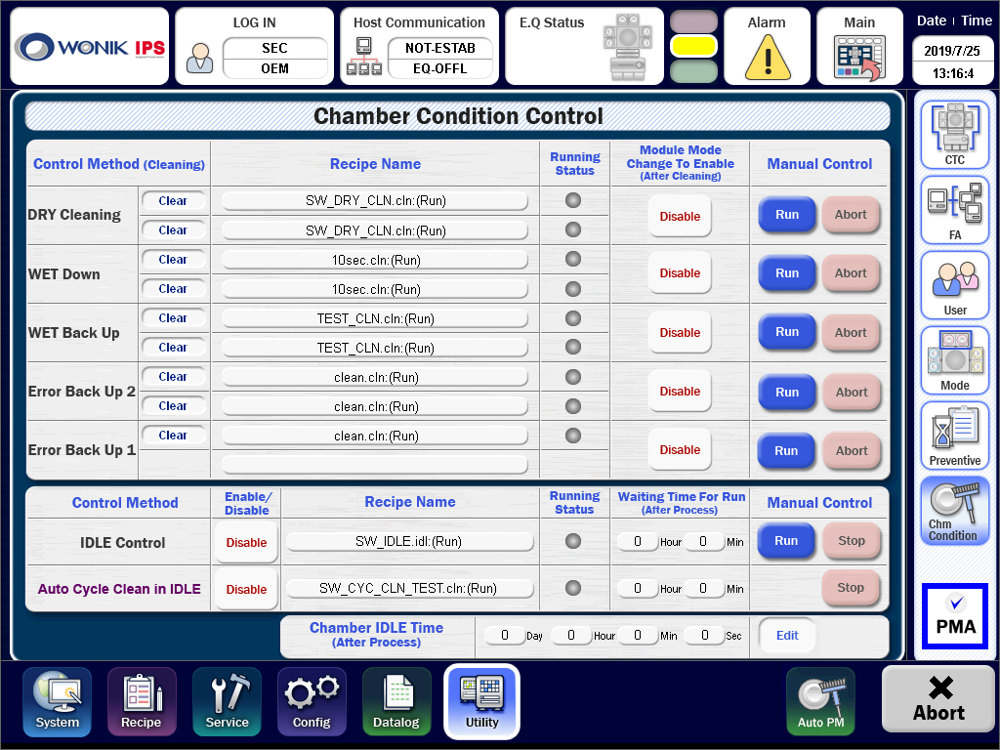 WONIK IPS
LOG IN
SEC
OEM
Host Communication
NOT-ESTAB
EQ-OFFL
E.Q Status
Alarm
Main
Date | Time
2019/7/25
13:16:4
Chamber Condition Control
Control Method (Cleaning)
Recipe Name
Running
Status
Module Mode
Change To Enable
(After Cleaning)
Manual Control
DRY Cleaning
Clear
SW_DRY_CLN.cln:(Run)
Clear
SW_DRY_CLN.cln:(Run)
Disable
Run
Abort
WET Down
Clear
10sec.cln:(Run)
Clear
10sec.cln:(Run)
Disable
Run
Abort
WET Back Up
Clear
TEST_CLN.cln:(Run)
Clear
TEST_CLN.cln:(Run)
Disable
Run
Abort
Error Back Up 2
Clear
clean.cln:(Run)
Clear
clean.cln:(Run)
Disable
Run
Abort
Error Back Up 1
Clear
clean.cln:(Run)
Disable
Run
Abort
Control Method
Enable/
Disable
Recipe Name
Running
Status
Waiting Time For Run
(After Process)
Manual Control
IDLE Control
Disable
SW_IDLE.idl:(Run)
0 Hour 0 Min
Run
Stop
Auto Cycle Clean in IDLE
Disable
SW_CYC_CLN_TEST.cln:(Run)
0 Hour 0 Min
Stop
Chamber IDLE Time
(After Process)
0 Day 0 Hour 0 Min 0 Sec
Edit
CTC
FA
User
Mode
Preventive
Chm
Condition
PMA
System
Recipe
Service
Config
Datalog
Utility
Auto PM
Abort